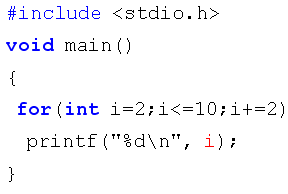 #include <stdio.h>
void main()
{
for(int i=2;i<=10;i+=2)
printf("%d\n", i);
}